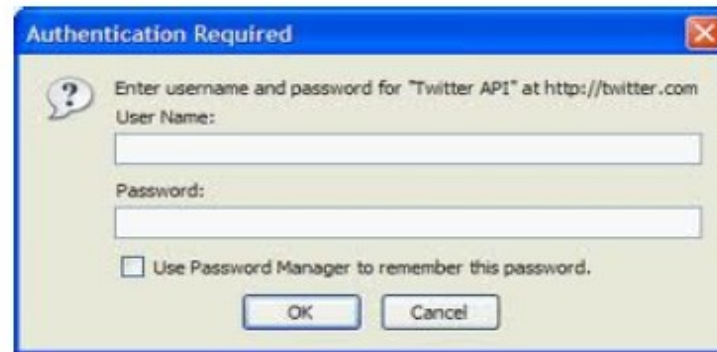 Authentication Required
Enter username and password for "Twitter API" at http://twitter.com
User Name:
Password:
Use Password Manager to remember this password.
OK
Cancel